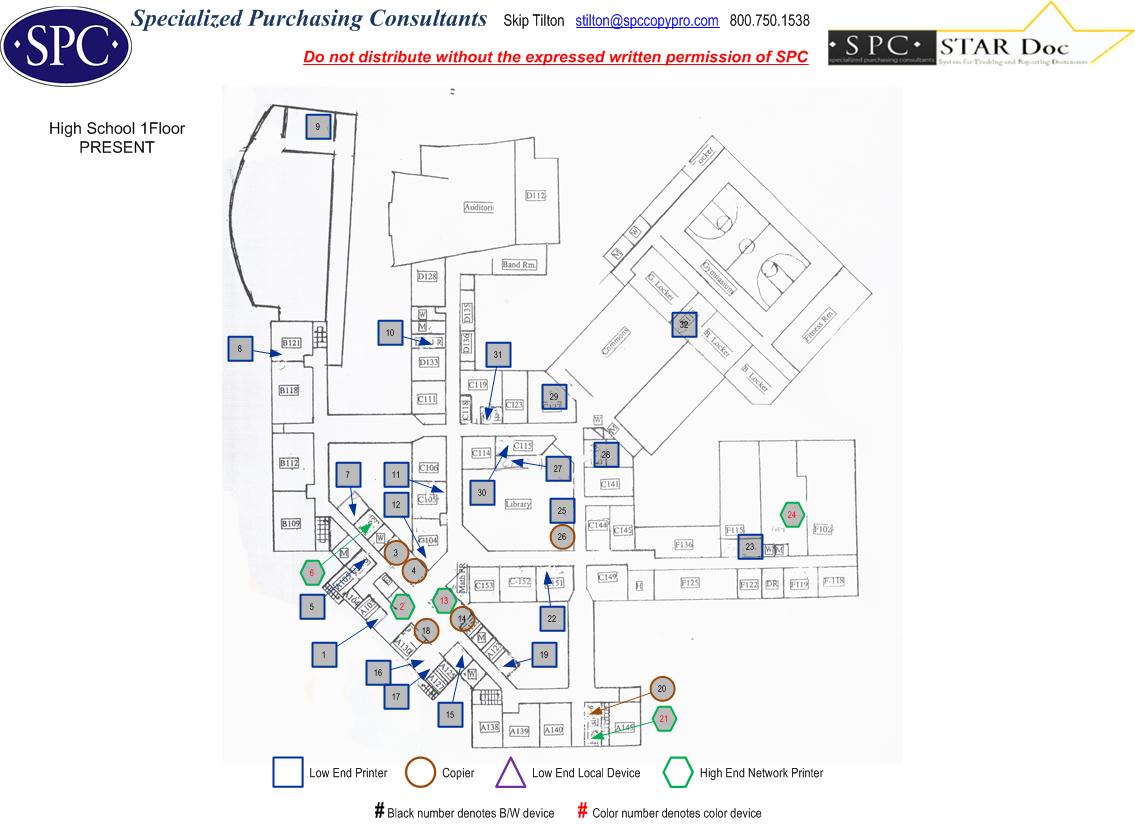 SPC
Specialized Purchasing Consultants Skip Tilton stilton@spccopypro.com 800.750.1538
Do not distribute without the expressed written permission of SPC
SPC
specialized purchasing consultants
STAR Doc
System for Tracking and Reporting Documents
High School 1Floor
PRESENT
9
ocker
D112
Auditori
W
M
Band Rm.
Gymnasium
D128
G. Locker
D135
W
M
10
R
D136
32
Fitness Rm.
Commons
B. Locker
8
B121
31
D133
B. Locker
C119
B118
C111
C118
C123
29
W
M
C114
C115
28
B112
C106
7
11
27
C141
30
C105
12
Library
25
24
B109
C144
C145
F115
F102
W
26
C104
F136
23
W
M
M
3
4
6
Math PR
C153
C-152
C151
C149
H
F125
F122
DR
F119
F-118
A105
A104
A103
2
13
5
14
22
18
M
A130
1
19
16
W
17
20
15
21
A138
A139
A140
A145
Low End Printer
Copier
Low End Local Device
High End Network Printer
# Black number denotes B/W device # Color number denotes color device